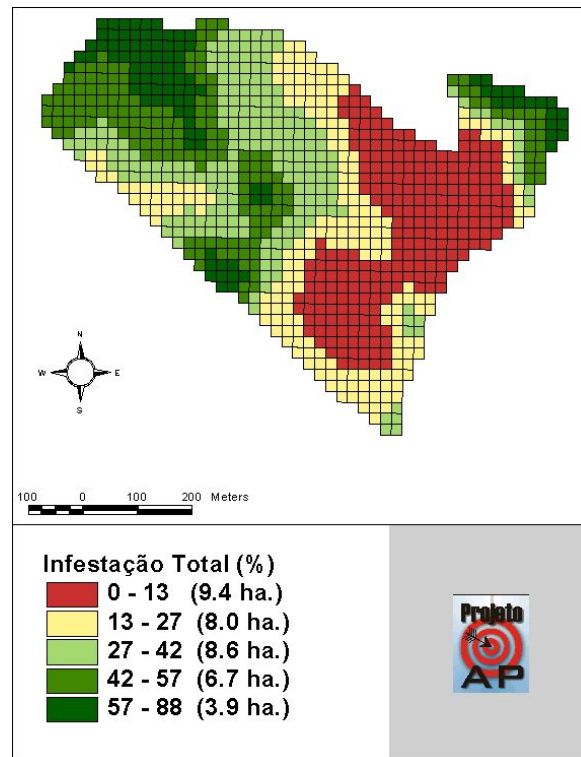 N
W E
S
100 0 100 200 Meters
Infestação Total (%)
0 - 13 (9.4 ha.)
13 - 27 (8.0 ha.)
27 - 42 (8.6 ha.)
42 - 57 (6.7 ha.)
57 - 88 (3.9 ha.)
Projeto
AP